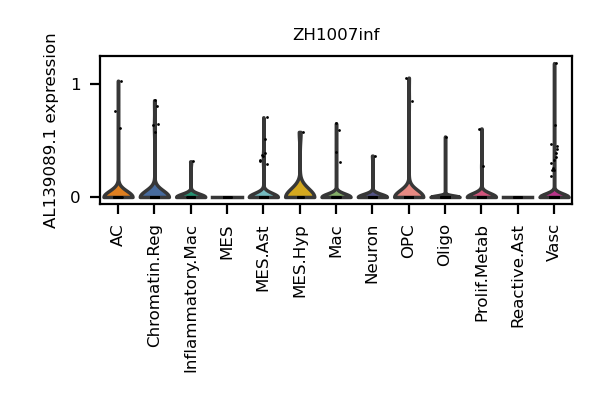 ZH1007inf
AL139089.1 expression
1
0
AC
Chromatin.Reg
Inflammatory.Mac
MES
MES.Ast
MES.Hyp
Mac
Neuron
OPC
Oligo
Prolif.Metab
Reactive.Ast
Vasc